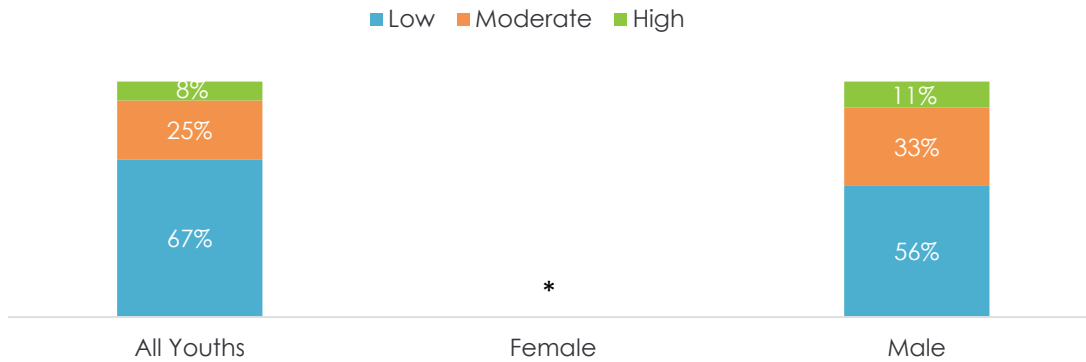 Low Moderate High
8% 11%
25% 33%
67% 56%
*
All Youths Female Male